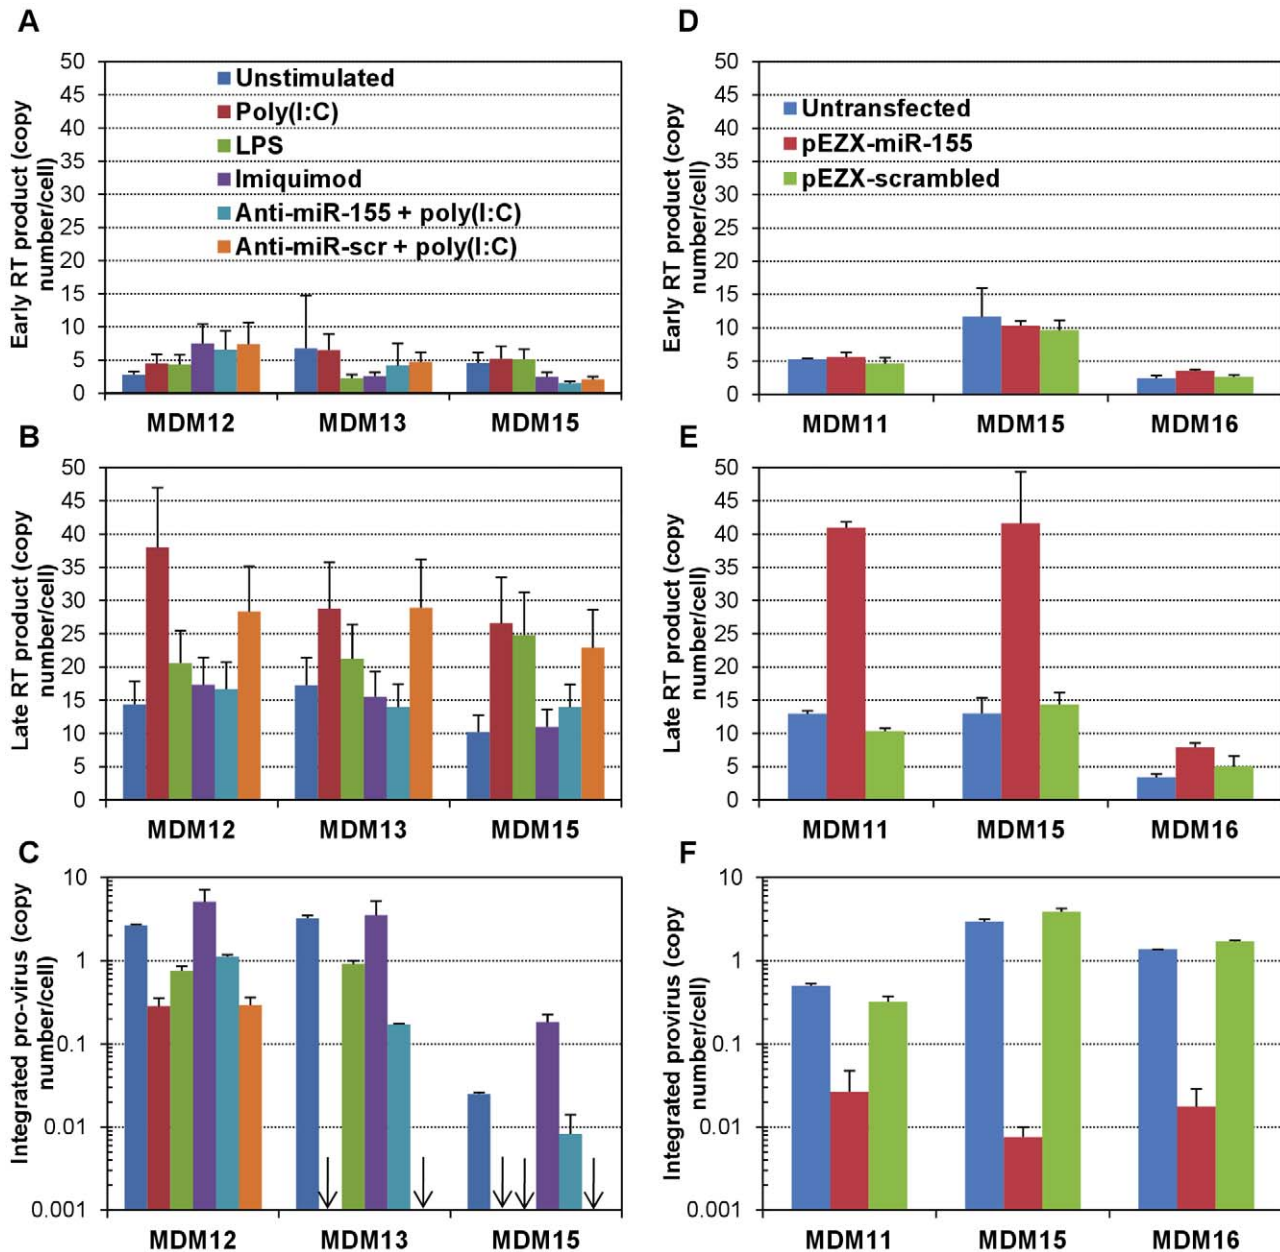 A
Early RT product (copy
number/cell)
50
45
40
35
30
25
20
15
10
5
0
Unstimulated
Poly(I:C)
LPS
Imiquimod
Anti-miR-155 + poly(I:C)
Anti-miR-scr + poly(I:C)
MDM12 MDM13 MDM15
B
Late RT product (copy
number/cell)
50
45
40
35
30
25
20
15
10
5
0
MDM12 MDM13 MDM15
C
Integrated pro-virus (copy
number/cell)
10
1
0.1
0.01
0.001
MDM12 MDM13 MDM15
D
Early RT product (copy
number/cell)
50
45
40
35
30
25
20
15
10
5
0
Untransfected
pEZX-miR-155
pEZX-scrambled
MDM11 MDM15 MDM16
E
Late RT product (copy
number/cell)
50
45
40
35
30
25
20
15
10
5
0
MDM11 MDM15 MDM16
F
Integrated provirus (copy
number/cell)
10
1
0.1
0.01
0.001
MDM11 MDM15 MDM16